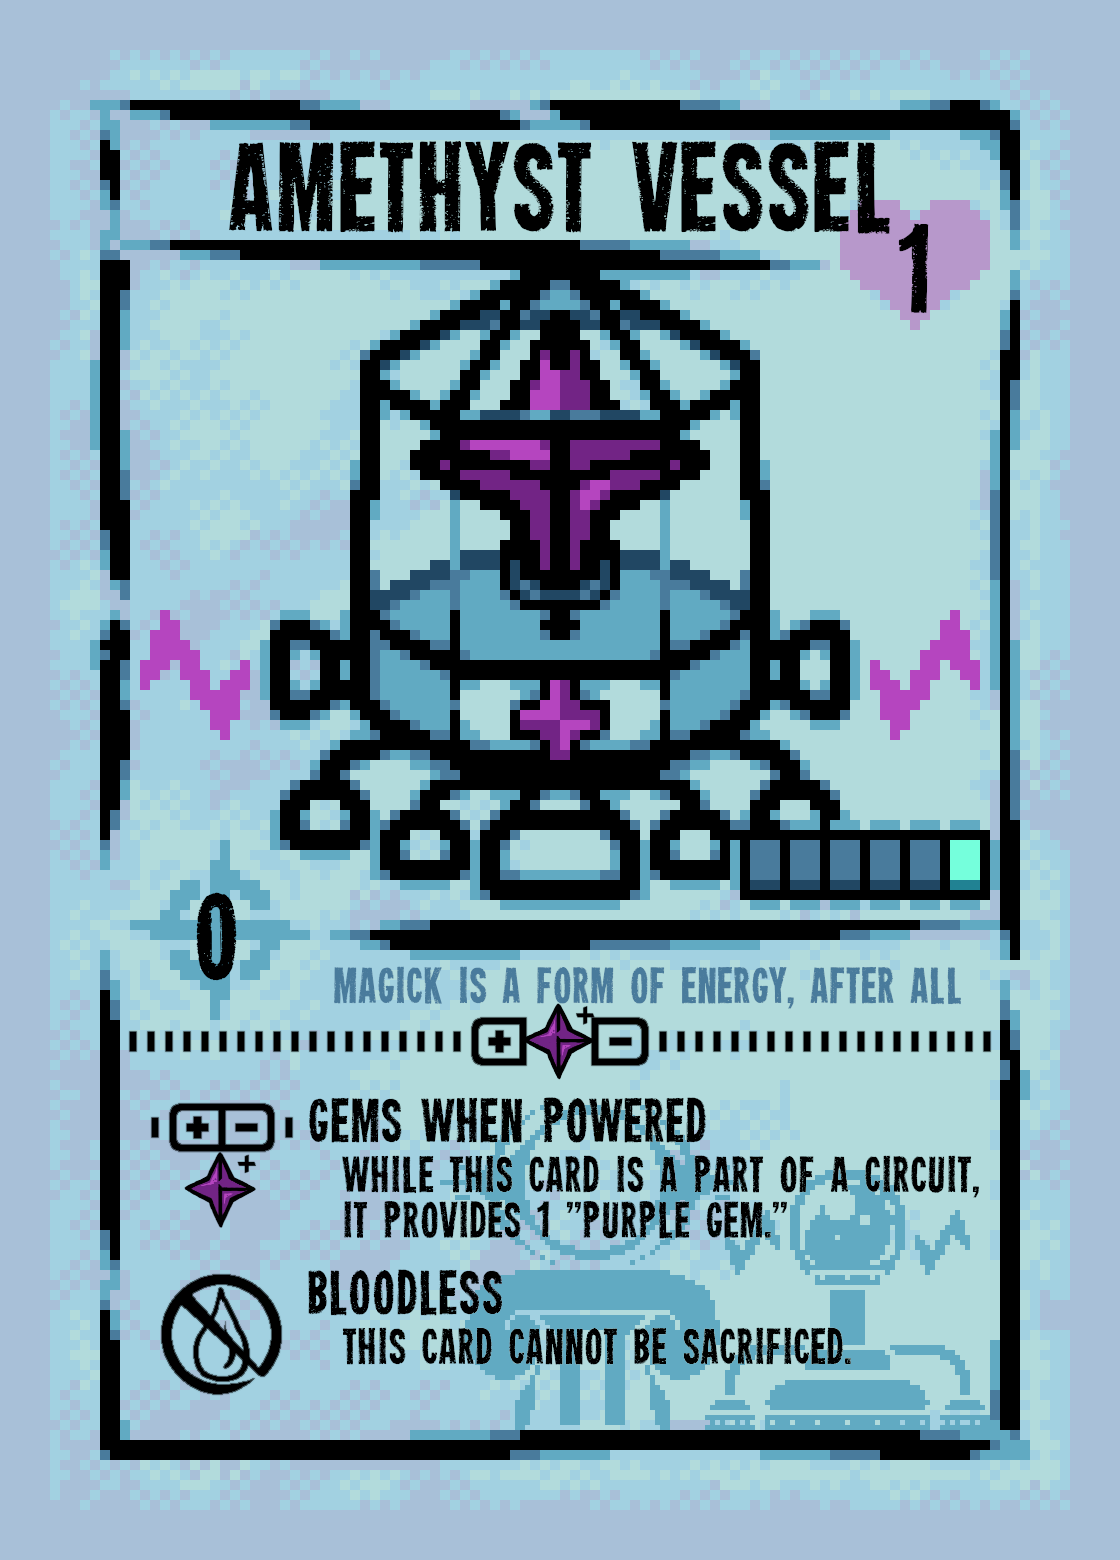 AMETHYST VESSEL
1
0
MAGICK IS A FORM OF ENERGY, AFTER ALL
GEMS WHEN POWERED
WHILE THIS CARD IS A PART OF A CIRCUIT,
IT PROVIDES 1 "PURPLE GEM."
BLOODLESS
THIS CARD CANNOT BE SACRIFICED.